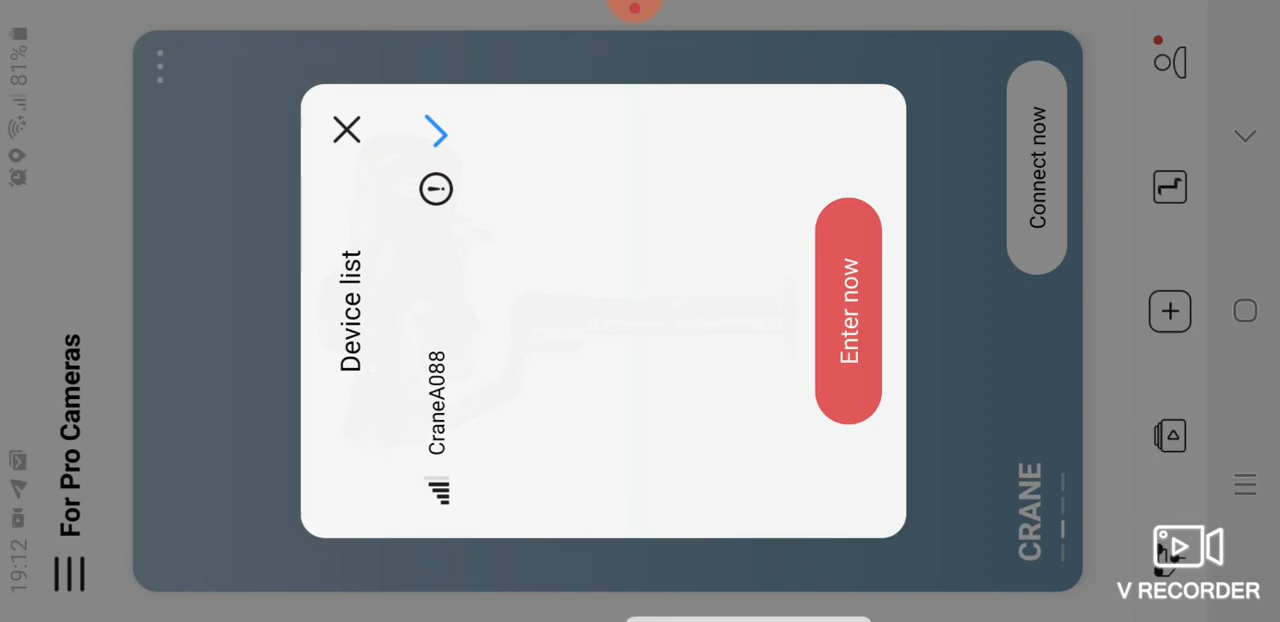 19:12
81%
For Pro Cameras
Device list
CraneA088
Enter now
CRANE
Connect now
V RECORDER